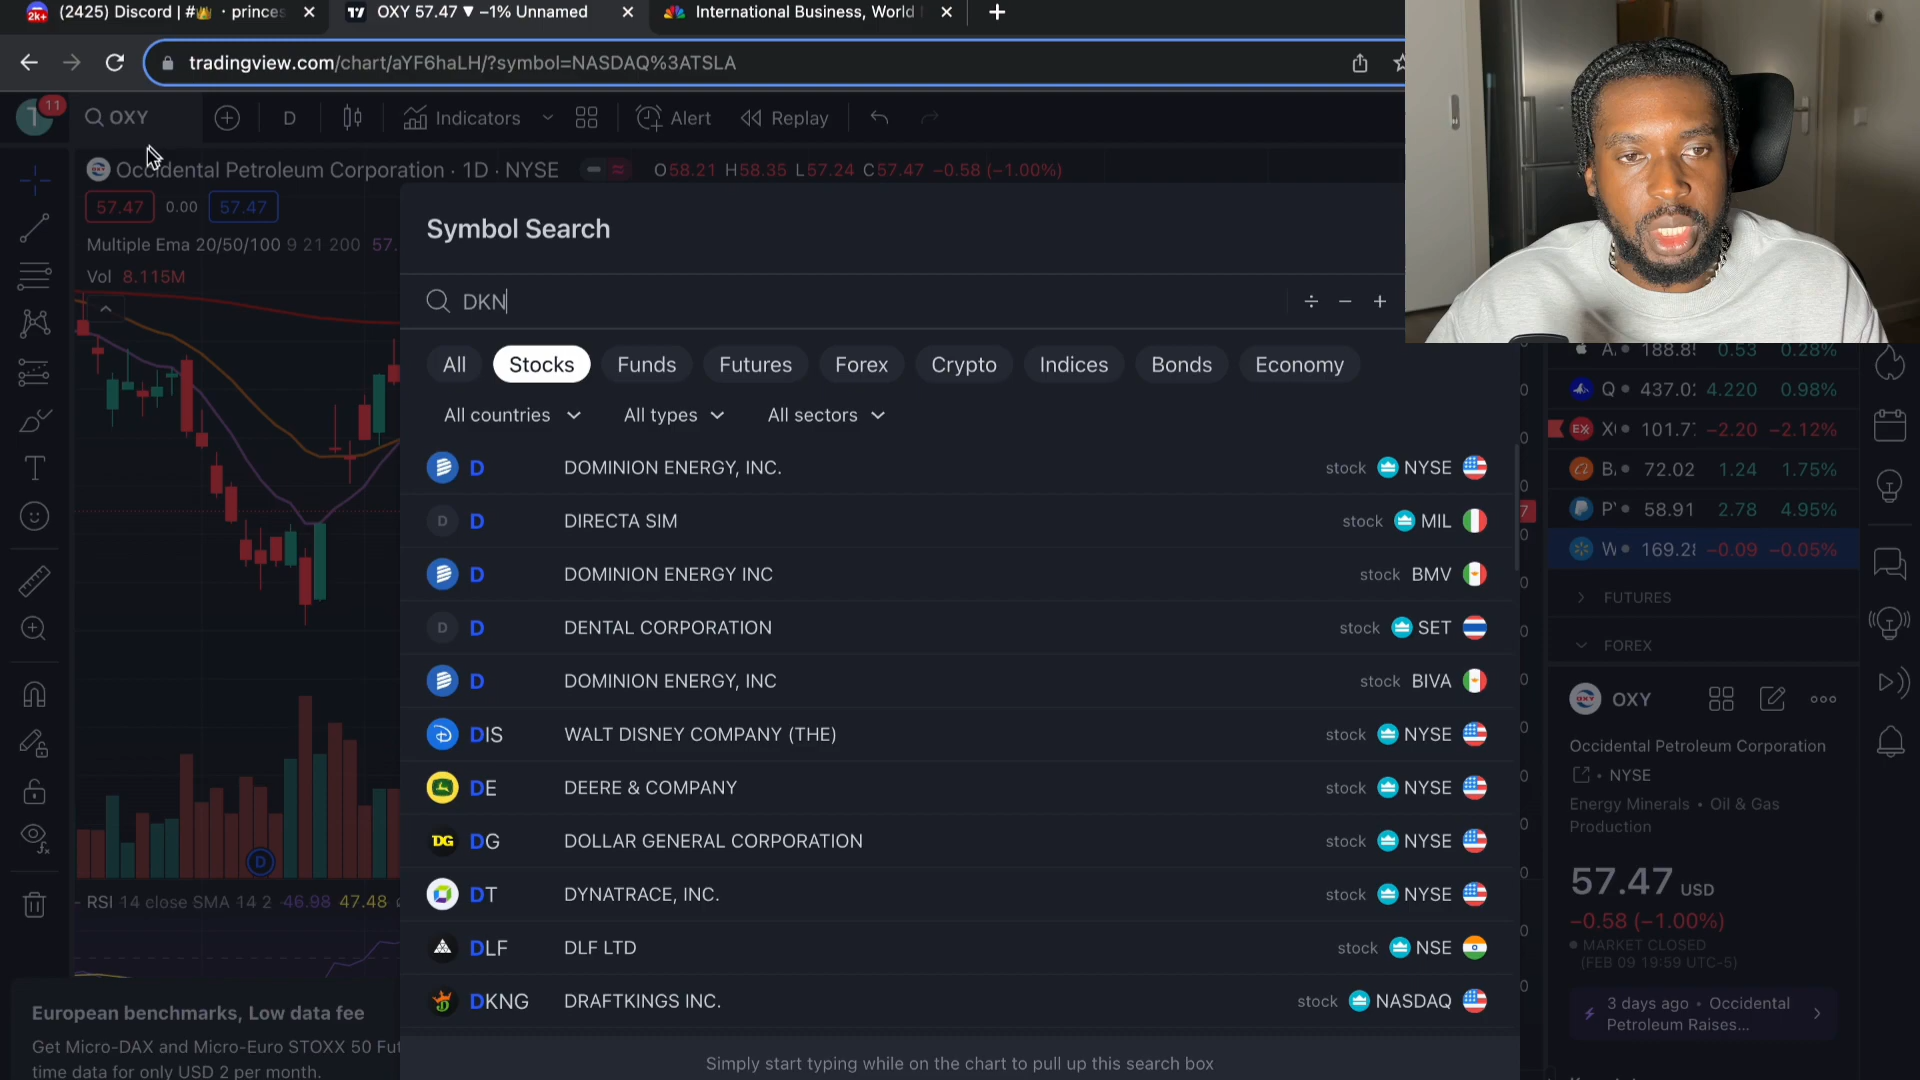 (2425) Discord | #👑 · princes
OXY 57.47 ▼ −1% Unnamed
International Business, World
tradingview.com/chart/aYF6haLH/?symbol=NASDAQ%3ATSLA
11
OXY
D
Indicators
Alert
Replay
Occidental Petroleum Corporation · 1D · NYSE
O58.21 H58.35 L57.24 C57.47 −0.58 (−1.00%)
57.47 0.00 57.47
Multiple Ema 20/50/100 9 21 200 57.
Vol 8.115M
Symbol Search
DKN
All Stocks Funds Futures Forex Crypto Indices Bonds Economy
All countries All types All sectors
D DOMINION ENERGY, INC. stock NYSE
D D DIRECTA SIM stock MIL
D DOMINION ENERGY INC stock BMV
D D DENTAL CORPORATION stock SET
D DOMINION ENERGY, INC stock BIVA
DIS WALT DISNEY COMPANY (THE) stock NYSE
DE DEERE & COMPANY stock NYSE
DG DG DOLLAR GENERAL CORPORATION stock NYSE
DT DYNATRACE, INC. stock NYSE
DLF DLF LTD stock NSE
DKNG DRAFTKINGS INC. stock NASDAQ
Simply start typing while on the chart to pull up this search box
D
RSI 14 close SMA 14 2 46.98 47.48
European benchmarks, Low data fee
Get Micro-DAX and Micro-Euro STOXX 50 Fut
time data for only USD 2 per month.
A. 188.8 0.53 0.28%
Q 437.0 4.220 0.98%
X 101.7 −2.20 −2.12%
B 72.02 1.24 1.75%
P 58.91 2.78 4.95%
W 169.28 −0.09 −0.05%
FUTURES
FOREX
OXY
Occidental Petroleum Corporation
• NYSE
Energy Minerals • Oil & Gas
Production
57.47 USD
−0.58 (−1.00%)
MARKET CLOSED
(FEB 09 19:59 UTC-5)
3 days ago • Occidental
Petroleum Raises...